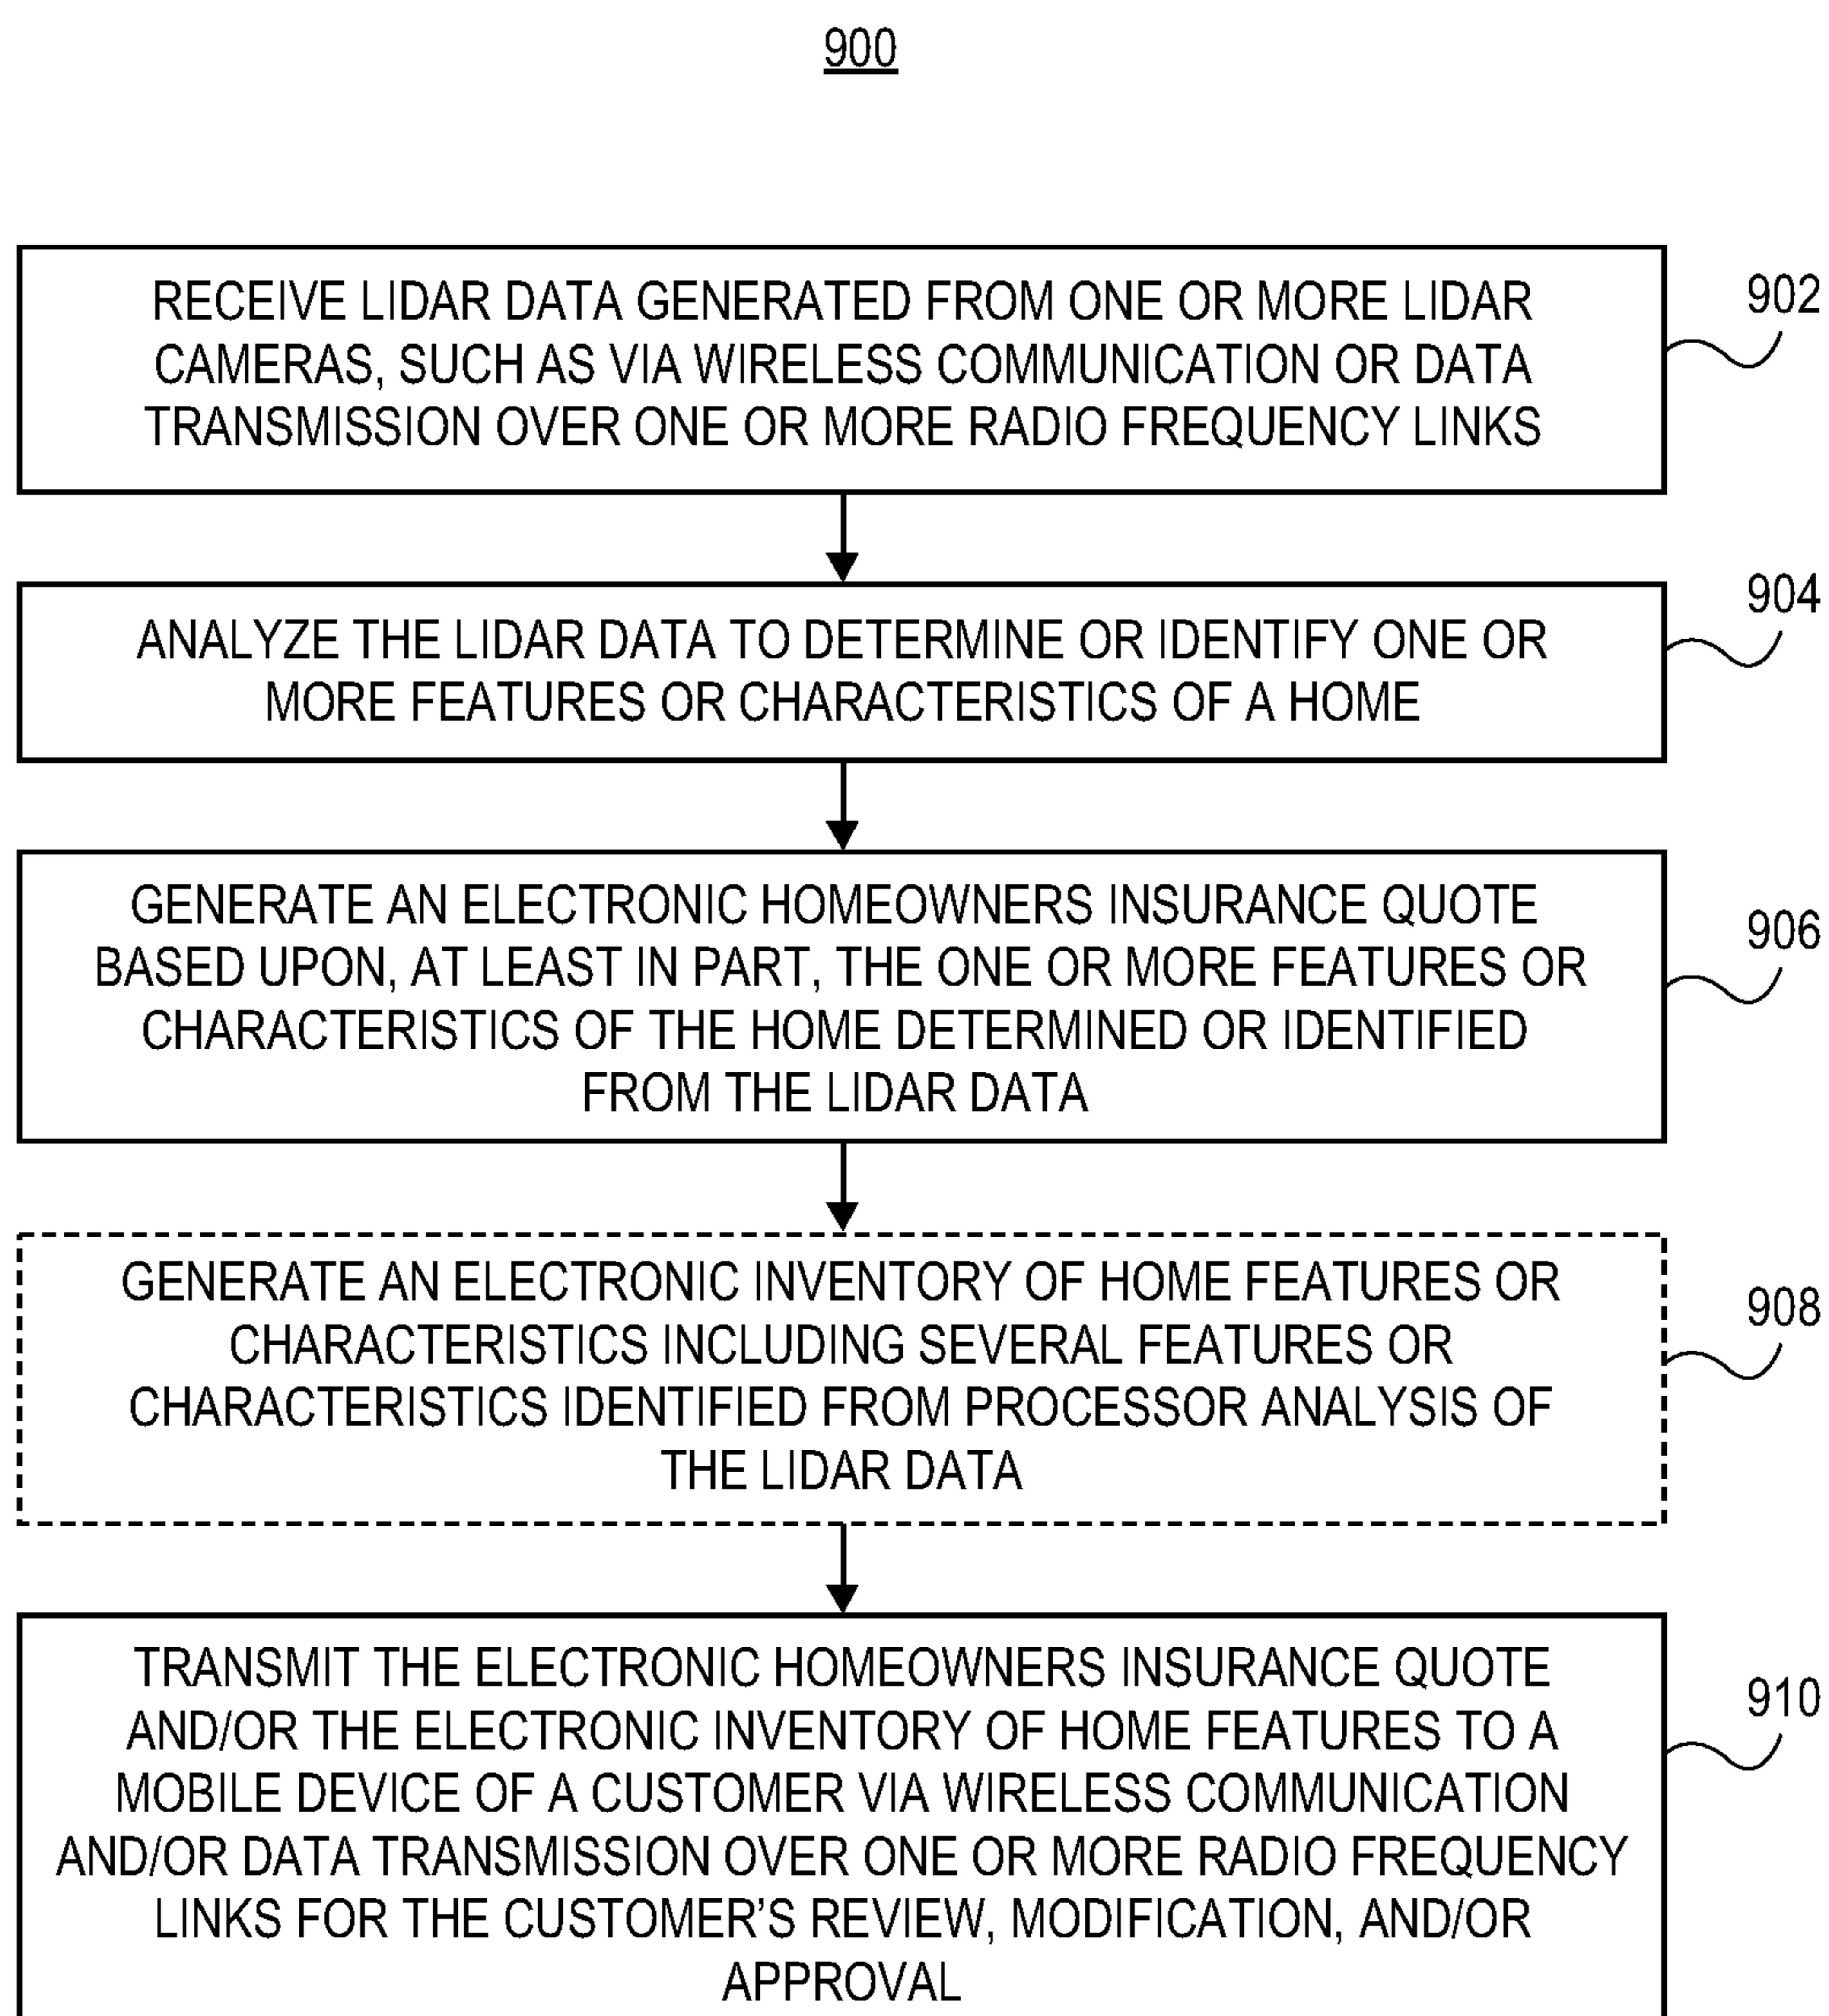 900
RECEIVE LIDAR DATA GENERATED FROM ONE OR MORE LIDAR
CAMERAS, SUCH AS VIA WIRELESS COMMUNICATION OR DATA
TRANSMISSION OVER ONE OR MORE RADIO FREQUENCY LINKS
902
ANALYZE THE LIDAR DATA TO DETERMINE OR IDENTIFY ONE OR
MORE FEATURES OR CHARACTERISTICS OF A HOME
904
GENERATE AN ELECTRONIC HOMEOWNERS INSURANCE QUOTE
BASED UPON, AT LEAST IN PART, THE ONE OR MORE FEATURES OR
CHARACTERISTICS OF THE HOME DETERMINED OR IDENTIFIED
FROM THE LIDAR DATA
906
GENERATE AN ELECTRONIC INVENTORY OF HOME FEATURES OR
CHARACTERISTICS INCLUDING SEVERAL FEATURES OR
CHARACTERISTICS IDENTIFIED FROM PROCESSOR ANALYSIS OF
THE LIDAR DATA
908
TRANSMIT THE ELECTRONIC HOMEOWNERS INSURANCE QUOTE
AND/OR THE ELECTRONIC INVENTORY OF HOME FEATURES TO A
MOBILE DEVICE OF A CUSTOMER VIA WIRELESS COMMUNICATION
AND/OR DATA TRANSMISSION OVER ONE OR MORE RADIO FREQUENCY
LINKS FOR THE CUSTOMER’S REVIEW, MODIFICATION, AND/OR
APPROVAL
910